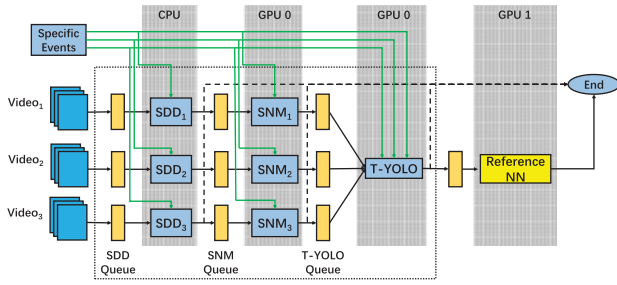 CPU
GPU 0
GPU 0
GPU 1
Specific
Events
End
Video1
SDD1
SNM1
Video2
SDD2
SNM2
T-YOLO
Reference
NN
Video3
SDD3
SNM3
SDD
Queue
SNM
Queue
T-YOLO
Queue